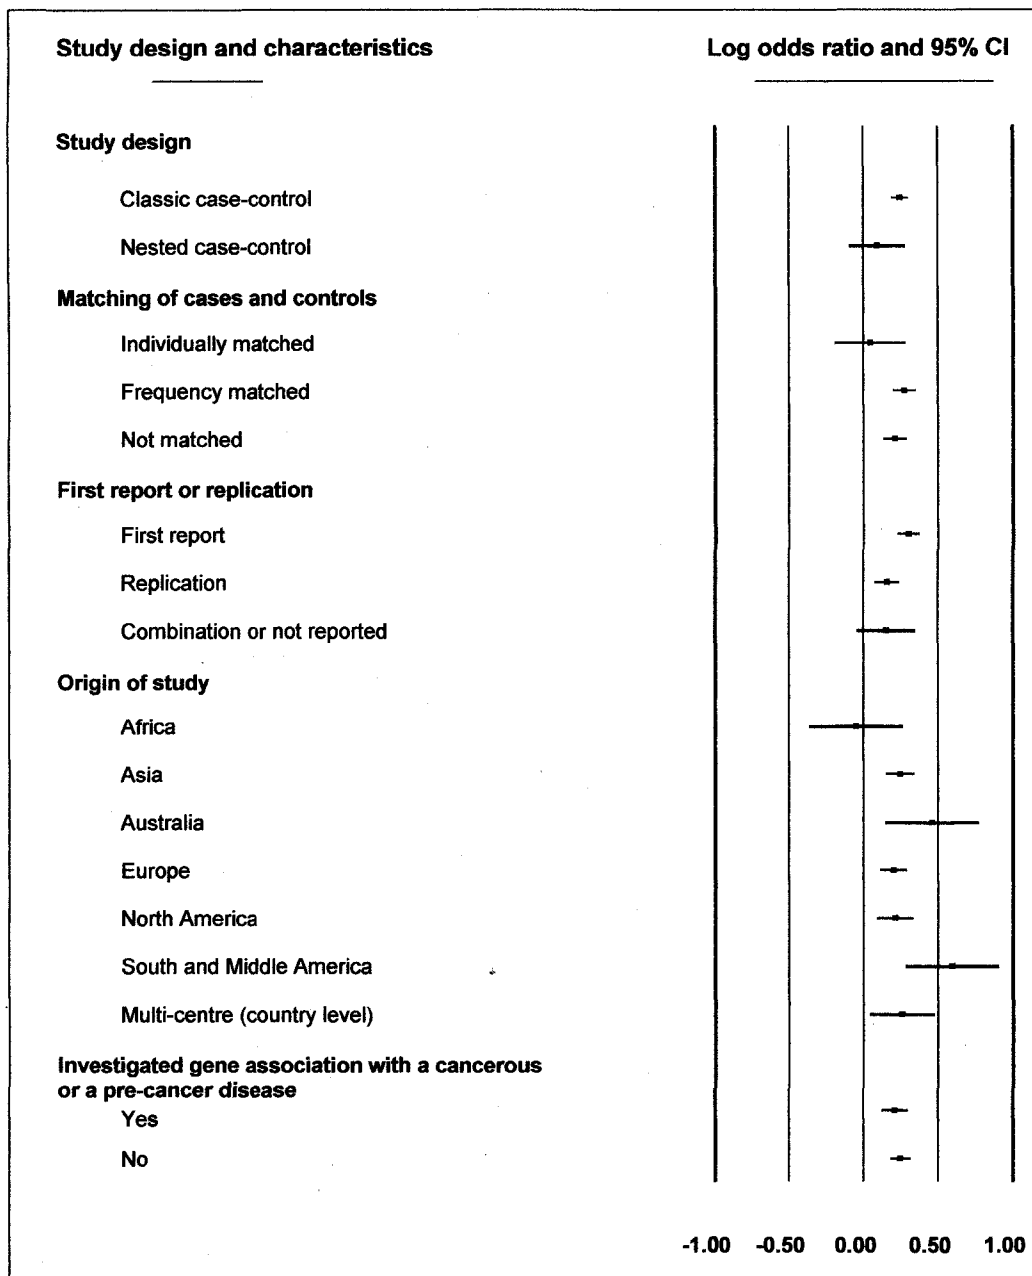 Study design and characteristics
Log odds ratio and 95% CI
Study design
Classic case-control
Nested case-control
Matching of cases and controls
Individually matched
Frequency matched
Not matched
First report or replication
First report
Replication
Combination or not reported
Origin of study
Africa
Asia
Australia
Europe
North America
South and Middle America
Multi-centre (country level)
Investigated gene association with a cancerous
or a pre-cancer disease
Yes
No
-1.00 -0.50 0.00 0.50 1.00